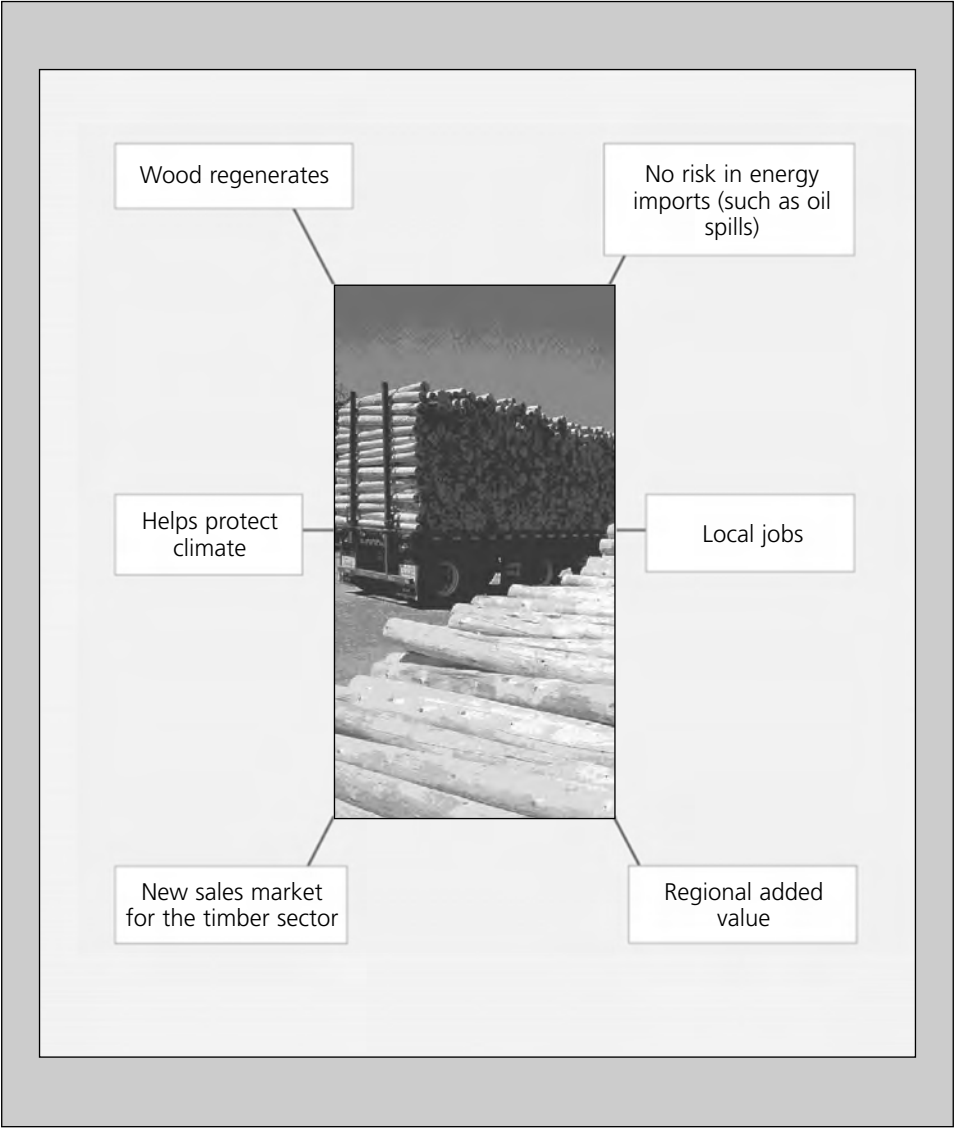 Wood regenerates
No risk in energy
imports (such as oil
spills)
Helps protect
climate
Local jobs
New sales market
for the timber sector
Regional added
value